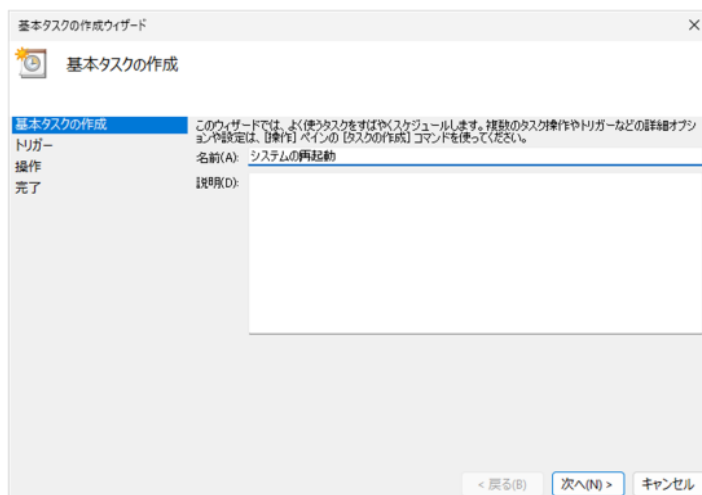 基本タスクの作成ウィザード
基本タスクの作成
基本タスクの作成
トリガー
操作
完了
このウィザードでは、よく使うタスクをすばやくスケジュールします。複数のタスク操作やトリガーなどの詳細オプシ
ョンや設定は、[操作] ペインの [タスクの作成] コマンドを使ってください。
名前(A): システムの再起動
説明(D):
< 戻る(B) 次へ(N) > キャンセル